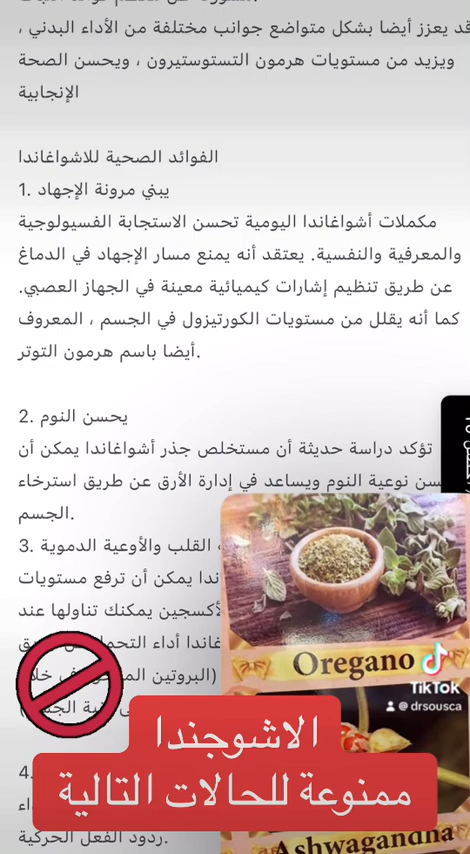 قد يعزز أيضا بشكل متواضع جوانب مختلفة من الأداء البدني ،
ويزيد من مستويات هرمون التستوستيرون ، ويحسن الصحة
الإنجابية
الفوائد الصحية للاشواغاندا
1. يبني مرونة الإجهاد
مكملات أشواغاندا اليومية تحسن الاستجابة الفسيولوجية
والمعرفية والنفسية. يعتقد أنه يمنع مسار الإجهاد في الدماغ
عن طريق تنظيم إشارات كيميائية معينة في الجهاز العصبي.
كما أنه يقلل من مستويات الكورتيزول في الجسم ، المعروف
أيضا باسم هرمون التوتر.
2. يحسن النوم
تؤكد دراسة حديثة أن مستخلص جذر أشواغاندا يمكن أن
نوعية النوم ويساعد في إدارة الأرق عن طريق استرخاء
الجسم.
3. القلب والأوعية الدموية
يمكن أن ترفع مستويات
يمكنك تناولها عند
أداء
(البروتين
4.
ردود الفعل الحركية.
Oregano
TikTok
@drsousca
الاشوجندا
ممنوعة للحالات التالية
Ashwagandha